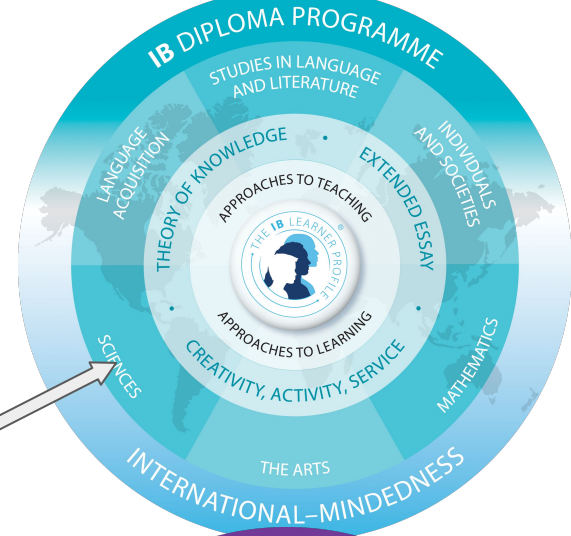 IB DIPLOMA PROGRAMME
STUDIES IN LANGUAGE
AND LITERATURE
LANGUAGE
ACQUISITION
INDIVIDUALS
AND SOCIETIES
THEORY OF KNOWLEDGE
EXTENDED ESSAY
APPROACHES TO TEACHING
THE IB LEARNER PROFILE
®
APPROACHES TO LEARNING
CREATIVITY, ACTIVITY, SERVICE
SCIENCES
MATHEMATICS
THE ARTS
INTERNATIONAL–MINDEDNESS